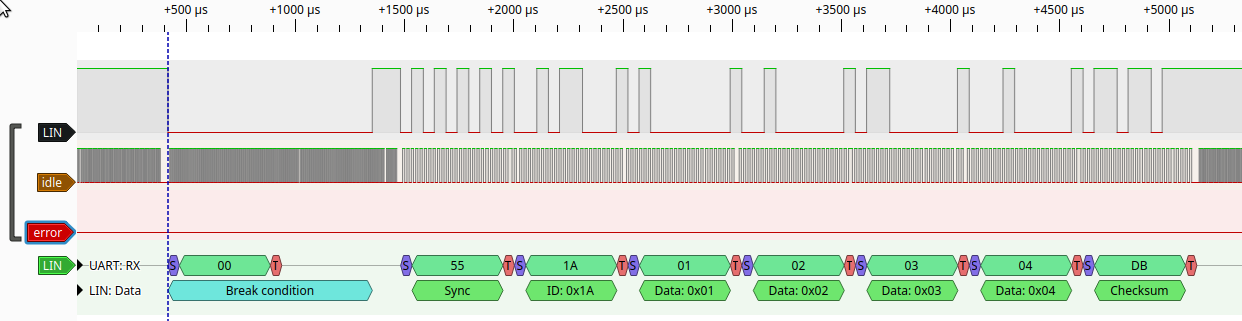 +500 µs +1000 µs +1500 µs +2000 µs +2500 µs +3000 µs +3500 µs +4000 µs +4500 µs +5000 µs
LIN
idle
error
LIN UART: RX S 00 T S 55 T S 1A T S 01 T S 02 T S 03 T S 04 T S DB T
LIN: Data Break condition Sync ID: 0x1A Data: 0x01 Data: 0x02 Data: 0x03 Data: 0x04 Checksum